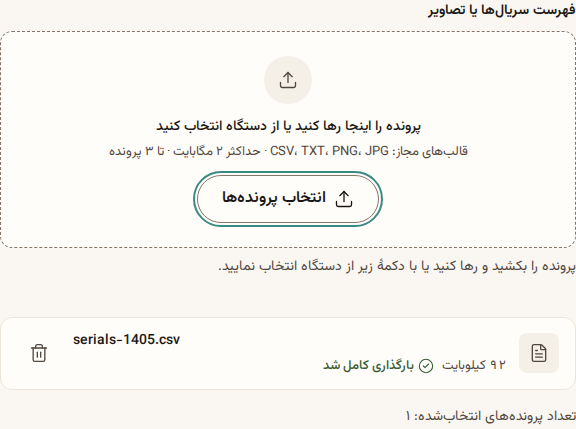 فهرست سریال‌ها یا تصاویر
پرونده را اینجا رها کنید یا از دستگاه انتخاب کنید
قالب‌های مجاز: CSV، TXT، PNG، JPG · حداکثر ۲ مگابایت · تا ۳ پرونده
انتخاب پرونده‌ها
پرونده را بکشید و رها کنید یا با دکمهٔ زیر از دستگاه انتخاب نمایید.
serials-1405.csv
۹۲ کیلوبایت بارگذاری کامل شد
تعداد پرونده‌های انتخاب‌شده: ۱